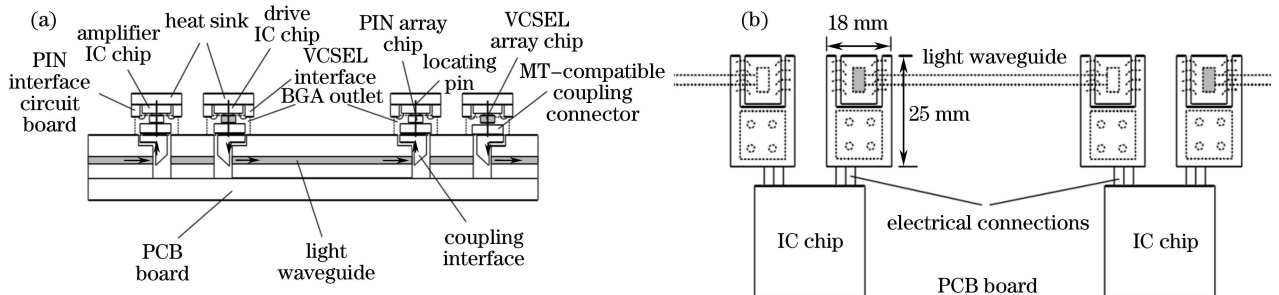 (a)
amplifier
IC chip
heat sink
drive
IC chip
PIN array
chip
VCSEL
array chip
PIN
interface
circuit
board
VCSEL
interface
BGA outlet
locating
pin
MT−compatible
coupling
connector
PCB
board
light
waveguide
coupling
interface
(b)
18 mm
light waveguide
25 mm
electrical connections
IC chip
IC chip
PCB board